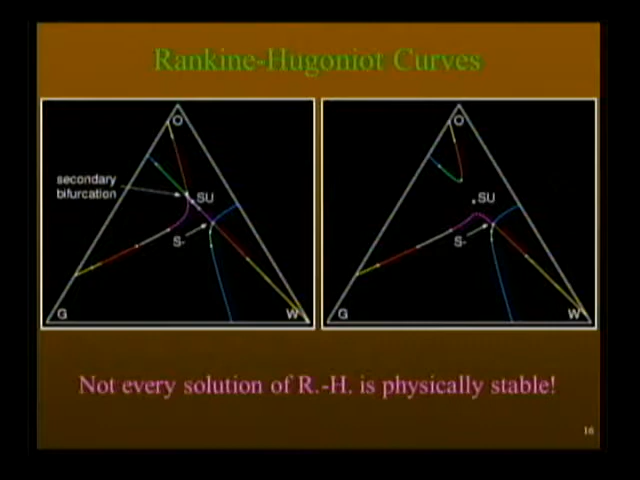 Rankine-Hugoniot Curves
O
secondary
bifurcation
SU
S-
G
W
O
SU
S-
G
W
Not every solution of R.-H. is physically stable!
16